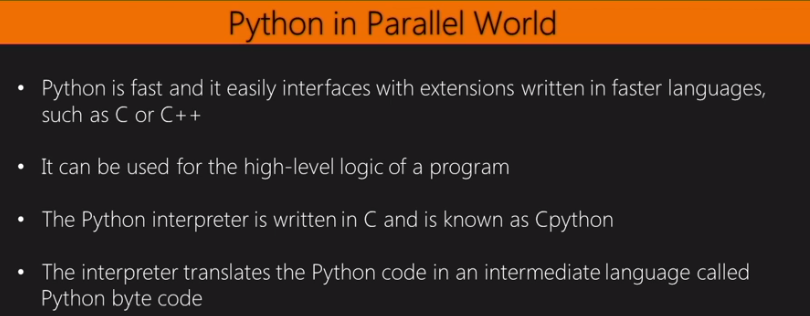 Python in Parallel World
• Python is fast and it easily interfaces with extensions written in faster languages,
such as C or C++
• It can be used for the high-level logic of a program
• The Python interpreter is written in C and is known as Cpython
• The interpreter translates the Python code in an intermediate language called
Python byte code